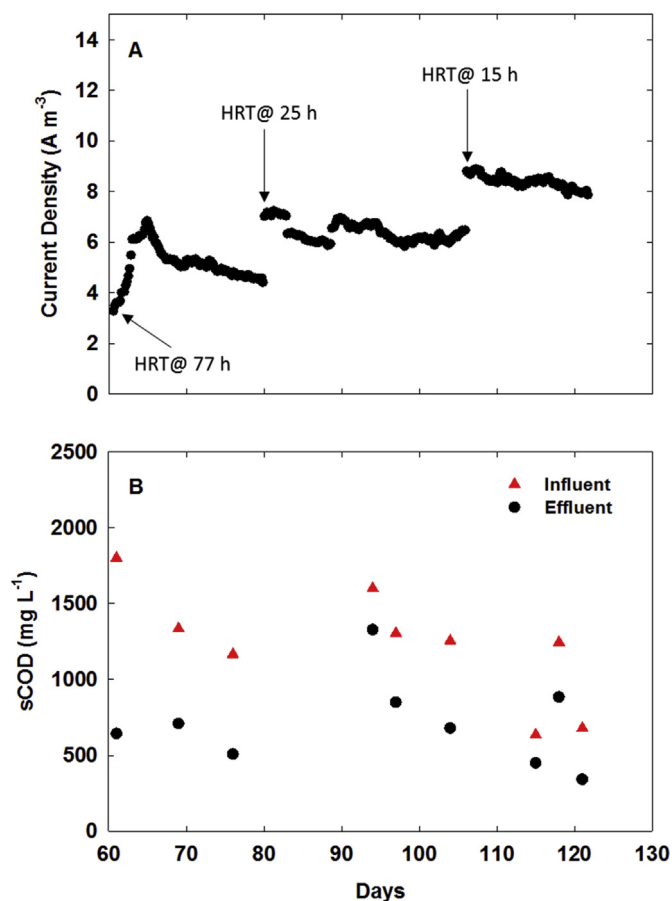 A
14
12
10
8
6
4
2
0
Current Density (A m-3)
HRT@ 77 h
HRT@ 25 h
HRT@ 15 h
B
2500
2000
1500
1000
500
0
sCOD (mg L-1)
Influent
Effluent
60 70 80 90 100 110 120 130
Days